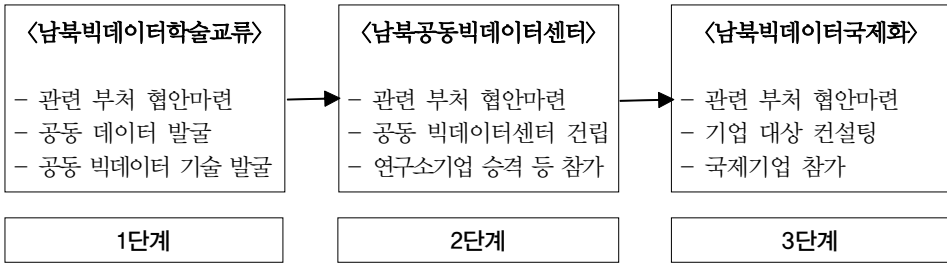 〈남북빅데이터학술교류〉
- 관련 부처 협안마련
- 공동 데이터 발굴
- 공동 빅데이터 기술 발굴
1단계
〈남북공동빅데이터센터〉
- 관련 부처 협안마련
- 공동 빅데이터센터 건립
- 연구소기업 승격 등 참가
2단계
〈남북빅데이터국제화〉
- 관련 부처 협안마련
- 기업 대상 컨설팅
- 국제기업 참가
3단계